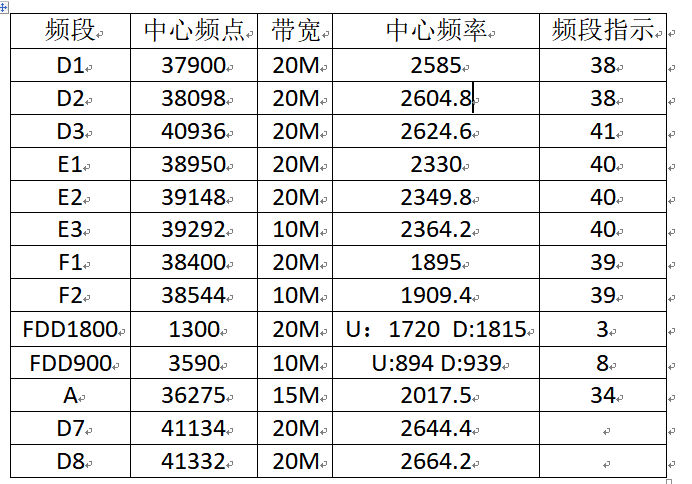 频段 中心频点 带宽 中心频率 频段指示
D1 37900 20M 2585 38
D2 38098 20M 2604.8 38
D3 40936 20M 2624.6 41
E1 38950 20M 2330 40
E2 39148 20M 2349.8 40
E3 39292 10M 2364.2 40
F1 38400 20M 1895 39
F2 38544 10M 1909.4 39
FDD1800 1300 20M U：1720 D:1815 3
FDD900 3590 10M U:894 D:939 8
A 36275 15M 2017.5 34
D7 41134 20M 2644.4
D8 41332 20M 2664.2